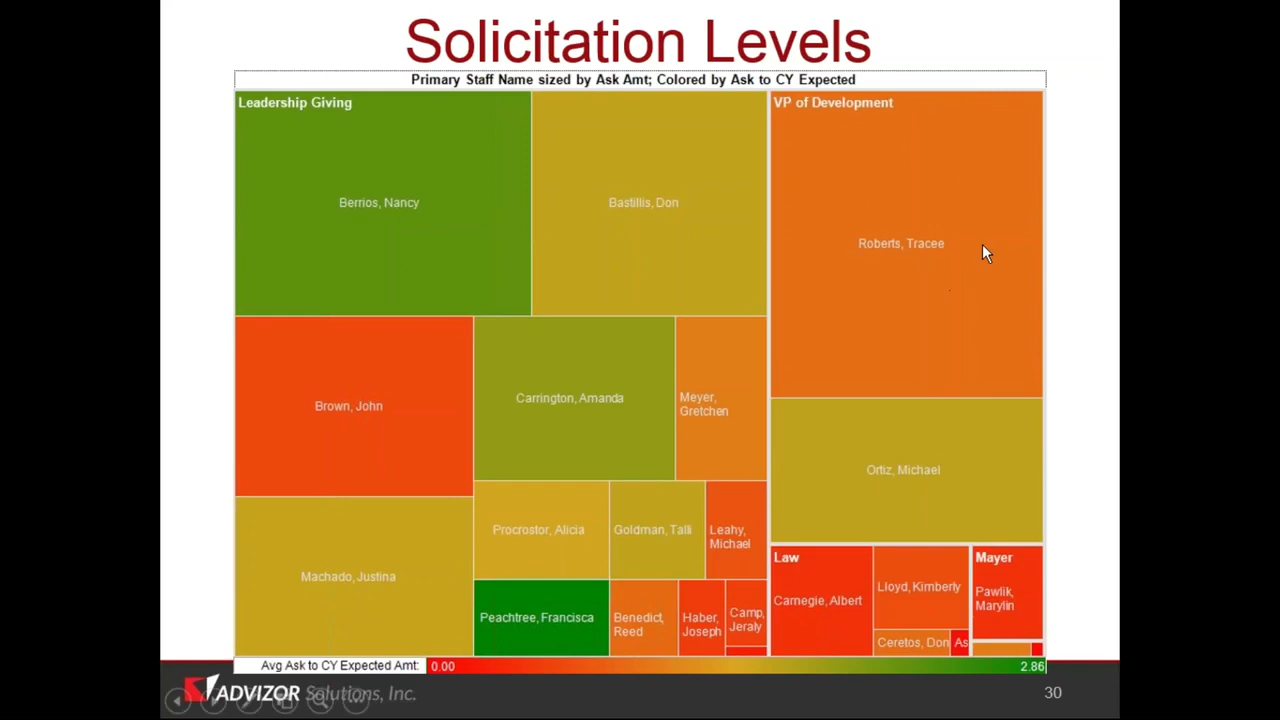 Solicitation Levels
Primary Staff Name sized by Ask Amt; Colored by Ask to CY Expected
Leadership Giving
Berrios, Nancy
Bastillis, Don
Brown, John
Carrington, Amanda
Meyer,
Gretchen
Machado, Justina
Procrostor, Alicia
Goldman, Talli
Leahy,
Michael
Peachtree, Francisca
Benedict,
Reed
Haber,
Joseph
Camp,
Jeraly
VP of Development
Roberts, Tracee
Ortiz, Michael
Law
Carnegie, Albert
Lloyd, Kimberly
Ceretos, Don
As
Mayer
Pawlik,
Marylin
Avg Ask to CY Expected Amt: 0.00 2.86
ADVIZOR Solutions, Inc.
30